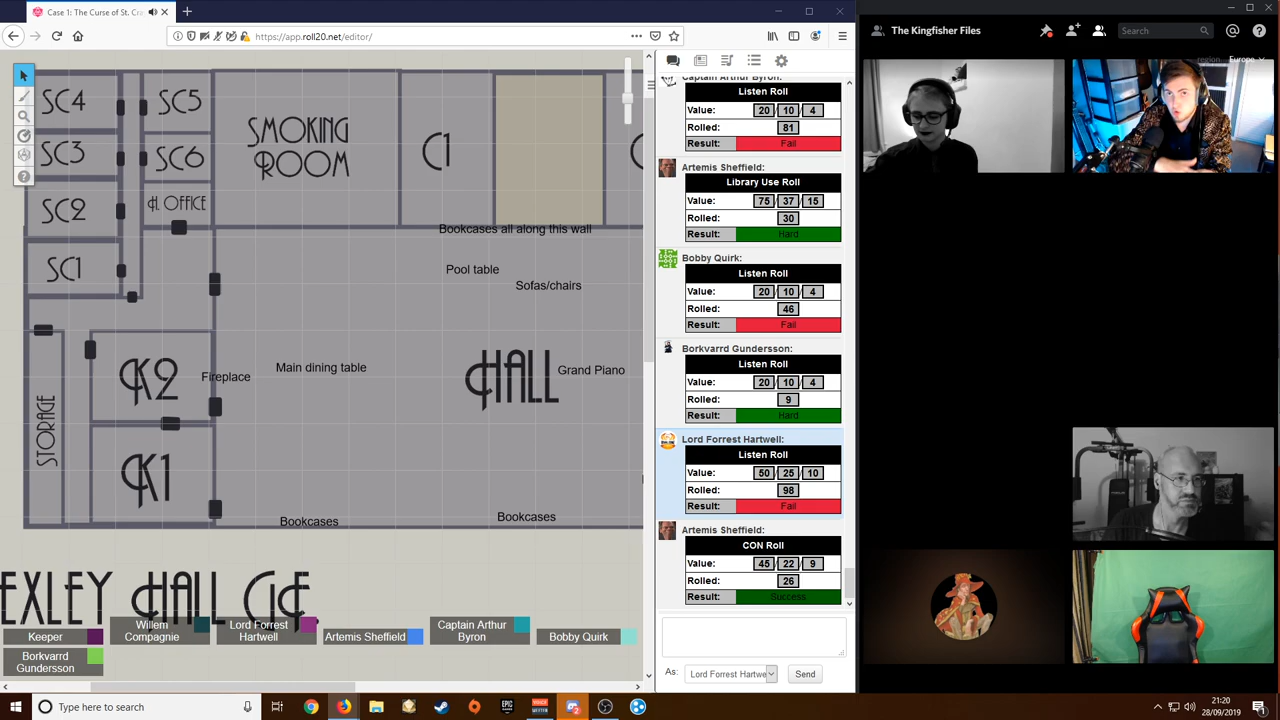 Case 1: The Curse of St. Cra
https://app.roll20.net/editor/
The Kingfisher Files
Search
region
Europe
SC4
SC5
SC3
SC6
SC2
H. OFFICE
SC1
SMOKING
ROOM
C1
Bookcases all along this wall
Pool table
Sofas/chairs
K2
Fireplace
Main dining table
HALL
Grand Piano
STORAGE
K1
Bookcases
Bookcases
EXLEY HALL
Keeper
Willem
Compagnie
Lord Forrest
Hartwell
Artemis Sheffield
Captain Arthur
Byron
Bobby Quirk
Borkvarrd
Gundersson
Captain Arthur Byron:
Listen Roll
Value: 20 10 4
Rolled: 81
Result: Fail
Artemis Sheffield:
Library Use Roll
Value: 75 37 15
Rolled: 30
Result: Hard
Bobby Quirk:
Listen Roll
Value: 20 10 4
Rolled: 46
Result: Fail
Borkvarrd Gundersson:
Listen Roll
Value: 20 10 4
Rolled: 9
Result: Hard
Lord Forrest Hartwell:
Listen Roll
Value: 50 25 10
Rolled: 98
Result: Fail
Artemis Sheffield:
CON Roll
Value: 45 22 9
Rolled: 26
Result: Success
As: Lord Forrest Hartwe
Send
Type here to search
EPIC
21:20
28/09/2019